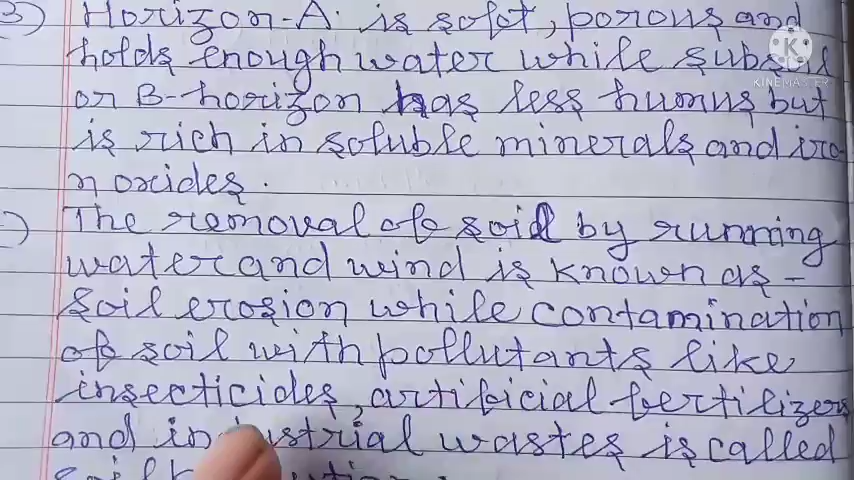 3) Horizon-A. is soft, porous and
holds enough water while subsoil
or B-horizon has less humus but
is rich in soluble minerals and iro
n oxides.
) The removal of soil by running
water and wind is known as -
soil erosion while contamination
of soil with pollutants like
insecticides, artificial fertilizers
and industrial wastes is called
soil
K
KINEMASTER